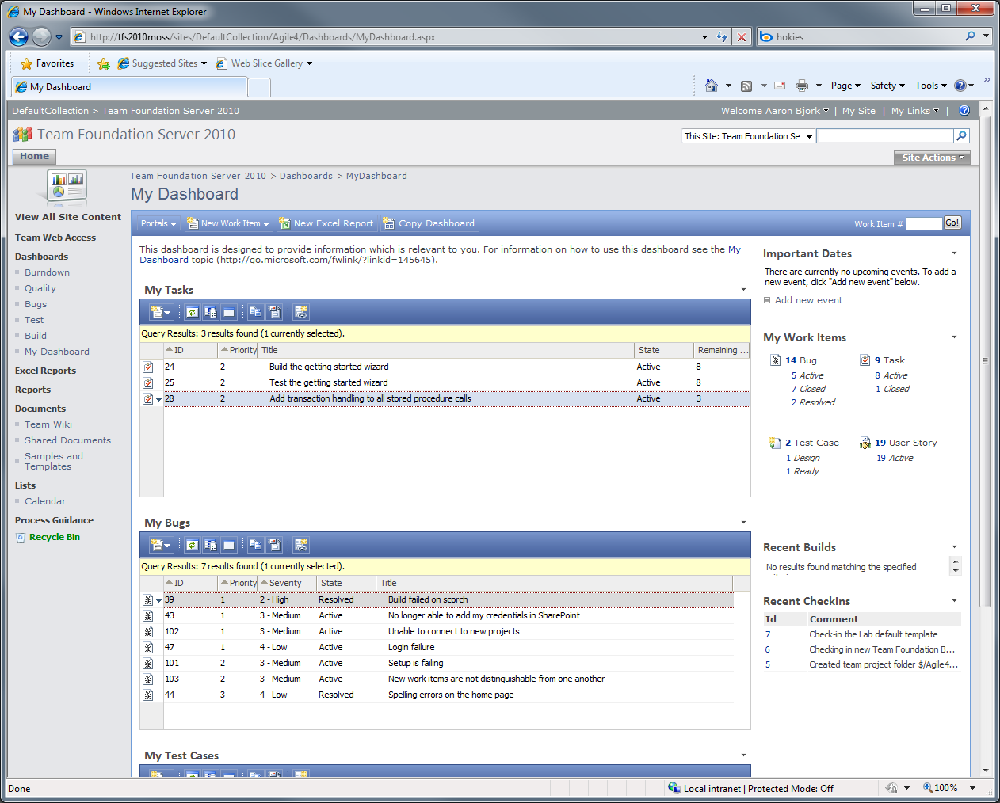 My Dashboard - Windows Internet Explorer
http://tfs2010moss/sites/DefaultCollection/Agile4/Dashboards/MyDashboard.aspx
hokies
Favorites
Suggested Sites
Web Slice Gallery
My Dashboard
Page
Safety
Tools
DefaultCollection > Team Foundation Server 2010
Welcome Aaron Bjork | My Site | My Links |
Team Foundation Server 2010
This Site: Team Foundation Se
Home
Site Actions
View All Site Content
Team Web Access
Dashboards
Burndown
Quality
Bugs
Test
Build
My Dashboard
Excel Reports
Reports
Documents
Team Wiki
Shared Documents
Samples and
Templates
Lists
Calendar
Process Guidance
Recycle Bin
Team Foundation Server 2010 > Dashboards > MyDashboard
My Dashboard
Portals
New Work Item
New Excel Report
Copy Dashboard
Work Item #
Go!
This dashboard is designed to provide information which is relevant to you. For information on how to use this dashboard see the My
Dashboard topic (http://go.microsoft.com/fwlink/?linkid=145645).
My Tasks
Query Results: 3 results found (1 currently selected).
ID Priority Title State Remaining ...
24 2 Build the getting started wizard Active 8
25 2 Test the getting started wizard Active 8
28 2 Add transaction handling to all stored procedure calls Active 3
My Bugs
Query Results: 7 results found (1 currently selected).
ID Priority Severity State Title
39 1 2 - High Resolved Build failed on scorch
43 1 3 - Medium Active No longer able to add my credentials in SharePoint
102 1 3 - Medium Active Unable to connect to new projects
47 1 4 - Low Active Login failure
101 2 3 - Medium Active Setup is failing
103 2 3 - Medium Active New work items are not distinguishable from one another
44 3 4 - Low Resolved Spelling errors on the home page
My Test Cases
Important Dates
There are currently no upcoming events. To add a
new event, click "Add new event" below.
Add new event
My Work Items
14 Bug
5 Active
7 Closed
2 Resolved
9 Task
8 Active
1 Closed
2 Test Case
1 Design
1 Ready
19 User Story
19 Active
Recent Builds
No results found matching the specified
Recent Checkins
Id Comment
7 Check-in the Lab default template
6 Checking in new Team Foundation B...
5 Created team project folder $/Agile4...
Done
Local intranet | Protected Mode: Off
100%